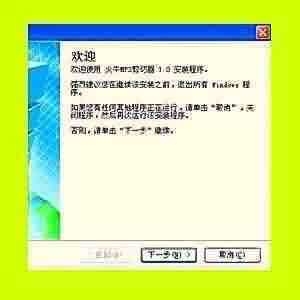 欢迎
欢迎使用 火牛MP3剪切器 1.0 安装程序。
强烈建议您在继续该安装之前，退出所有 Windows 程
序。
如果您有任何其他程序正在运行，请单击“取消”，关
闭程序，然后再次运行该安装程序。
否则，请单击“下一步”继续。
下一步(N) >
取消(C)